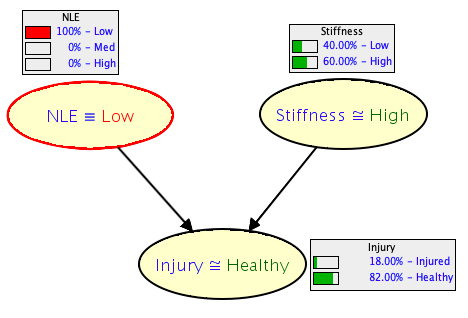 NLE
100% - Low
0% - Med
0% - High
Stiffness
40.00% - Low
60.00% - High
NLE ≡ Low
Stiffness ≅ High
Injury ≅ Healthy
Injury
18.00% - Injured
82.00% - Healthy